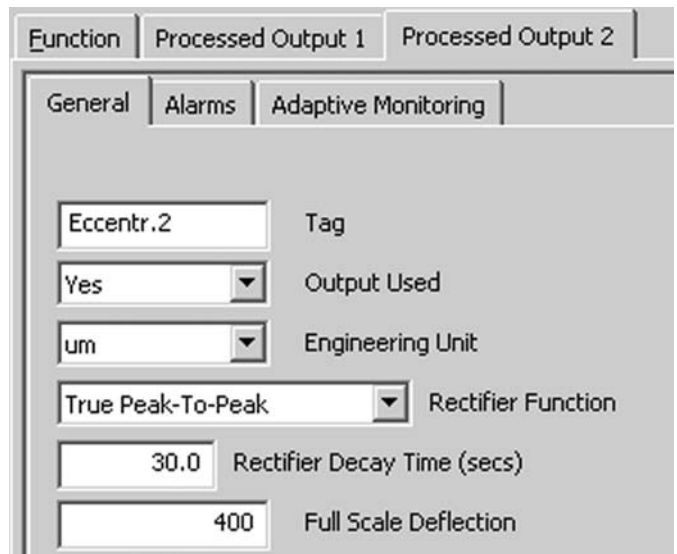 Function Processed Output 1 Processed Output 2
General Alarms Adaptive Monitoring
Eccentr.2 Tag
Yes Output Used
um Engineering Unit
True Peak-To-Peak Rectifier Function
30.0 Rectifier Decay Time (secs)
400 Full Scale Deflection